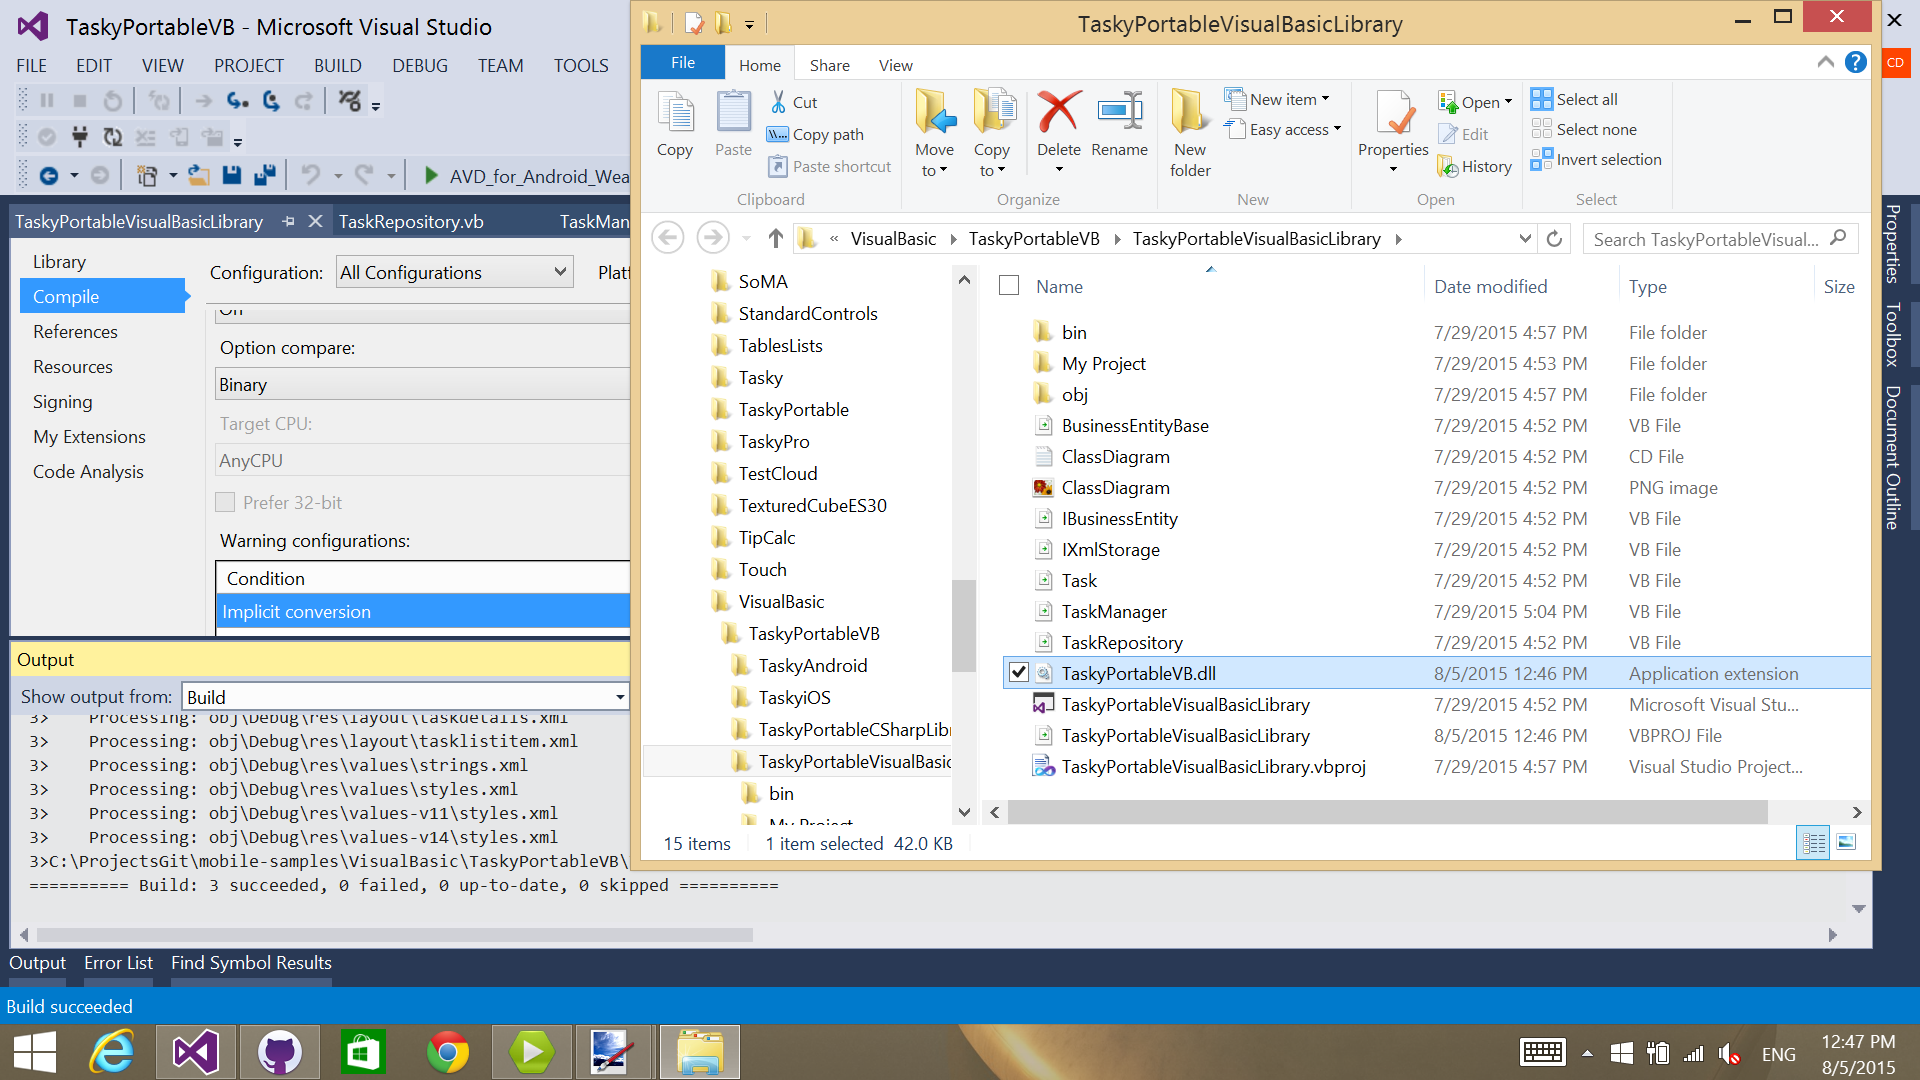 TaskyPortableVB - Microsoft Visual Studio
FILE EDIT VIEW PROJECT BUILD DEBUG TEAM TOOLS
AVD_for_Android_Wea
TaskyPortableVisualBasicLibrary TaskRepository.vb TaskMan
Library
Compile
References
Resources
Signing
My Extensions
Code Analysis
Configuration: All Configurations Platf
Option compare:
Binary
Target CPU:
AnyCPU
Prefer 32-bit
Warning configurations:
Condition
Implicit conversion
Output
Show output from: Build
3> Processing: obj\Debug\res\layout\taskdetails.xml
3> Processing: obj\Debug\res\layout\tasklistitem.xml
3> Processing: obj\Debug\res\values\strings.xml
3> Processing: obj\Debug\res\values\styles.xml
3> Processing: obj\Debug\res\values-v11\styles.xml
3> Processing: obj\Debug\res\values-v14\styles.xml
3>C:\ProjectsGit\mobile-samples\VisualBasic\TaskyPortableVB\
========== Build: 3 succeeded, 0 failed, 0 up-to-date, 0 skipped ==========
Output Error List Find Symbol Results
Build succeeded
TaskyPortableVisualBasicLibrary
File Home Share View
CD
Copy
Paste
Cut
Copy path
Paste shortcut
Clipboard
Move to
Copy to
Delete
Rename
Organize
New folder
New item
Easy access
New
Properties
Open
Edit
History
Open
Select all
Select none
Invert selection
Select
« VisualBasic TaskyPortableVB TaskyPortableVisualBasicLibrary
Search TaskyPortableVisual...
SoMA
StandardControls
TablesLists
Tasky
TaskyPortable
TaskyPro
TestCloud
TexturedCubeES30
TipCalc
Touch
VisualBasic
TaskyPortableVB
TaskyAndroid
TaskyiOS
TaskyPortableCSharpLibr
TaskyPortableVisualBasic
bin
My Project
Name Date modified Type Size
bin 7/29/2015 4:57 PM File folder
My Project 7/29/2015 4:53 PM File folder
obj 7/29/2015 4:57 PM File folder
BusinessEntityBase 7/29/2015 4:52 PM VB File
ClassDiagram 7/29/2015 4:52 PM CD File
ClassDiagram 7/29/2015 4:52 PM PNG image
IBusinessEntity 7/29/2015 4:52 PM VB File
IXmlStorage 7/29/2015 4:52 PM VB File
Task 7/29/2015 4:52 PM VB File
TaskManager 7/29/2015 5:04 PM VB File
TaskRepository 7/29/2015 4:52 PM VB File
TaskyPortableVB.dll 8/5/2015 12:46 PM Application extension
TaskyPortableVisualBasicLibrary 7/29/2015 4:52 PM Microsoft Visual Stu...
TaskyPortableVisualBasicLibrary 8/5/2015 12:46 PM VBPROJ File
TaskyPortableVisualBasicLibrary.vbproj 7/29/2015 4:57 PM Visual Studio Project...
15 items 1 item selected 42.0 KB
Properties
Toolbox
Document Outline
ENG
12:47 PM
8/5/2015